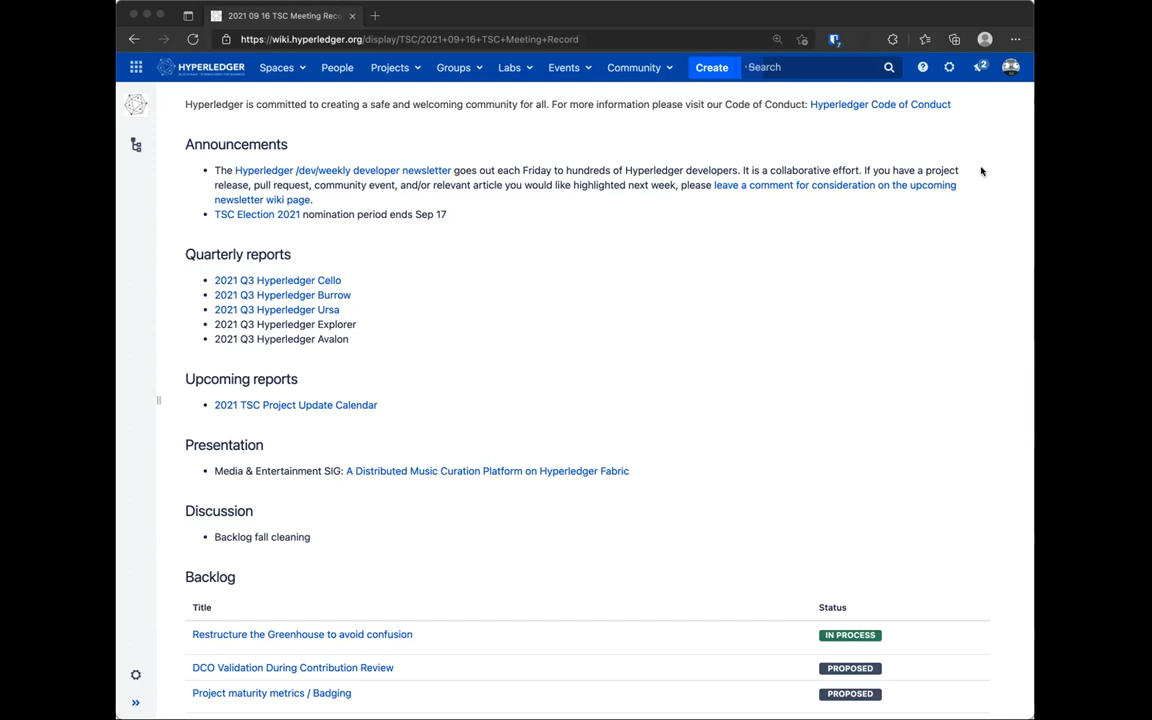 2021 09 16 TSC Meeting Reco
https://wiki.hyperledger.org/display/TSC/2021+09+16+TSC+Meeting+Record
HYPERLEDGER Spaces People Projects Groups Labs Events Community Create Search 2
Hyperledger is committed to creating a safe and welcoming community for all. For more information please visit our Code of Conduct: Hyperledger Code of Conduct
Announcements
• The Hyperledger /dev/weekly developer newsletter goes out each Friday to hundreds of Hyperledger developers. It is a collaborative effort. If you have a project
release, pull request, community event, and/or relevant article you would like highlighted next week, please leave a comment for consideration on the upcoming
newsletter wiki page.
• TSC Election 2021 nomination period ends Sep 17
Quarterly reports
• 2021 Q3 Hyperledger Cello
• 2021 Q3 Hyperledger Burrow
• 2021 Q3 Hyperledger Ursa
• 2021 Q3 Hyperledger Explorer
• 2021 Q3 Hyperledger Avalon
Upcoming reports
• 2021 TSC Project Update Calendar
Presentation
• Media & Entertainment SIG: A Distributed Music Curation Platform on Hyperledger Fabric
Discussion
• Backlog fall cleaning
Backlog
Title Status
Restructure the Greenhouse to avoid confusion IN PROCESS
DCO Validation During Contribution Review PROPOSED
Project maturity metrics / Badging PROPOSED